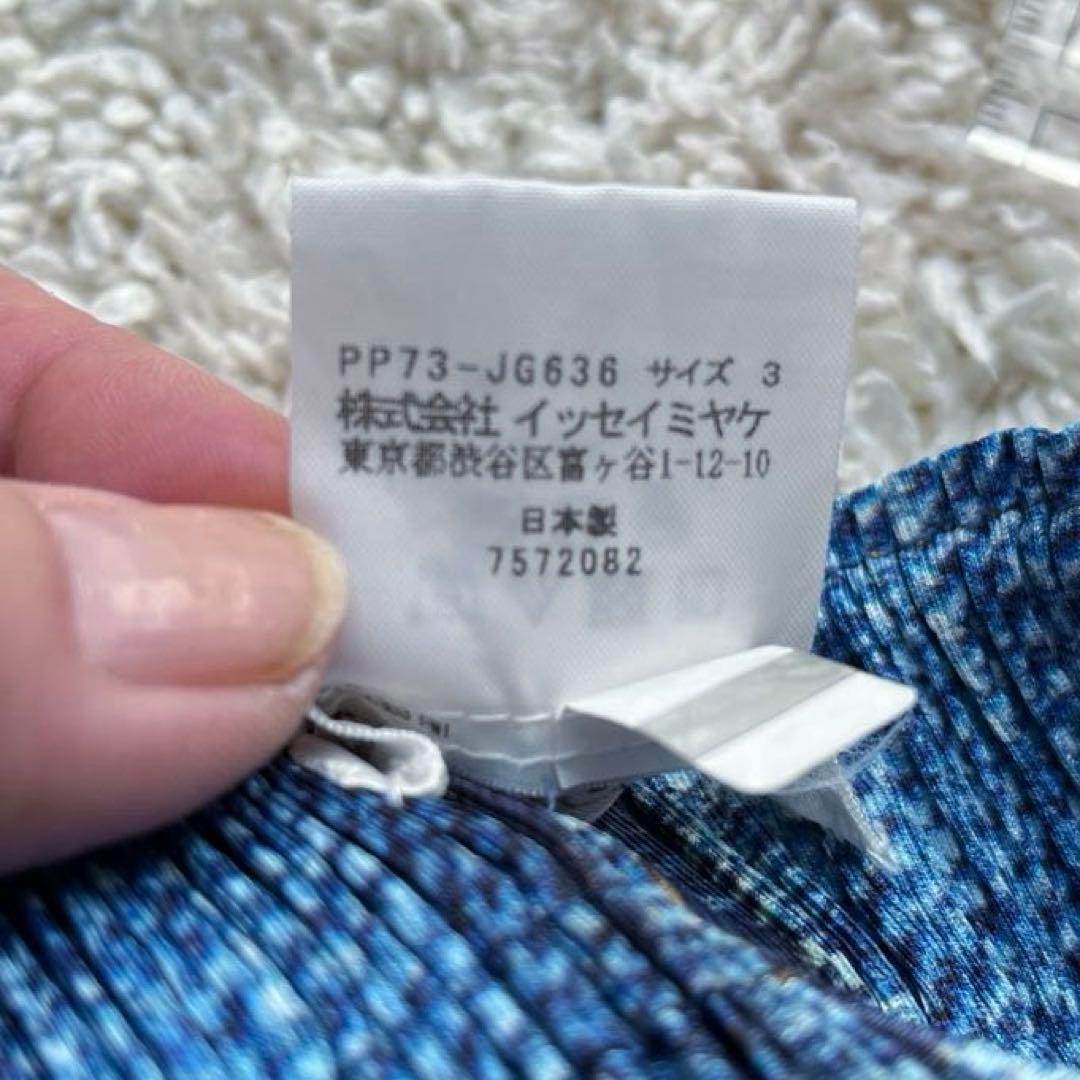 PP73-JG636 サイズ 3
株式会社 イッセイミヤケ
東京都渋谷区富ヶ谷1-12-10
日本製
7572082